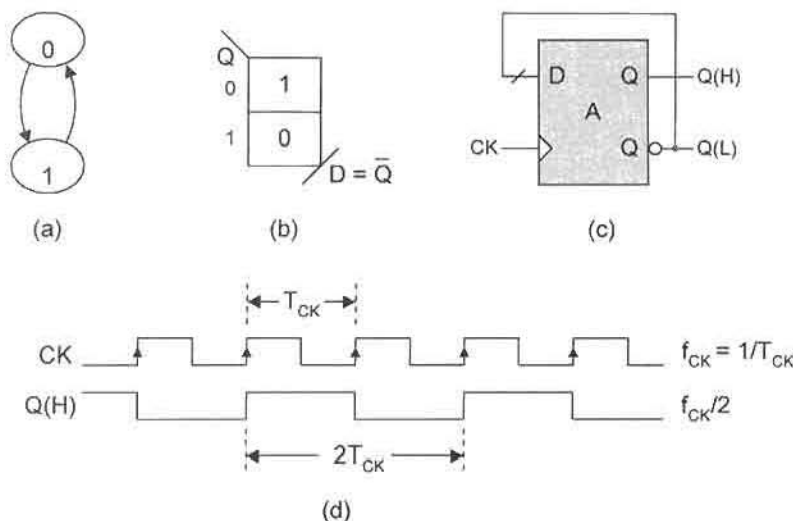 0
1
(a)
Q
0
1
1
0
D = Q̅
(b)
D
Q
Q(H)
A
CK
Q
Q(L)
(c)
T_CK
CK
f_CK = 1/T_CK
Q(H)
f_CK/2
2T_CK
(d)